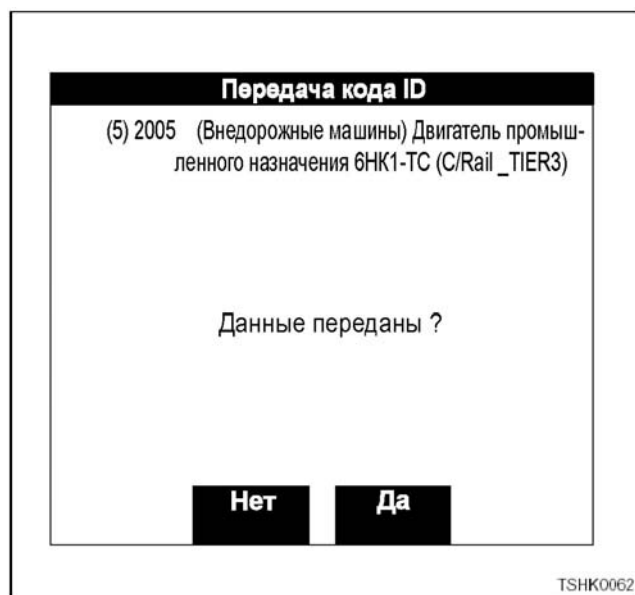 Передача кода ID
(5) 2005 (Внедорожные машины) Двигатель промыш-
ленного назначения 6HK1-TC (C/Rail _TIER3)
Данные переданы ?
Нет Да
TSHK0062